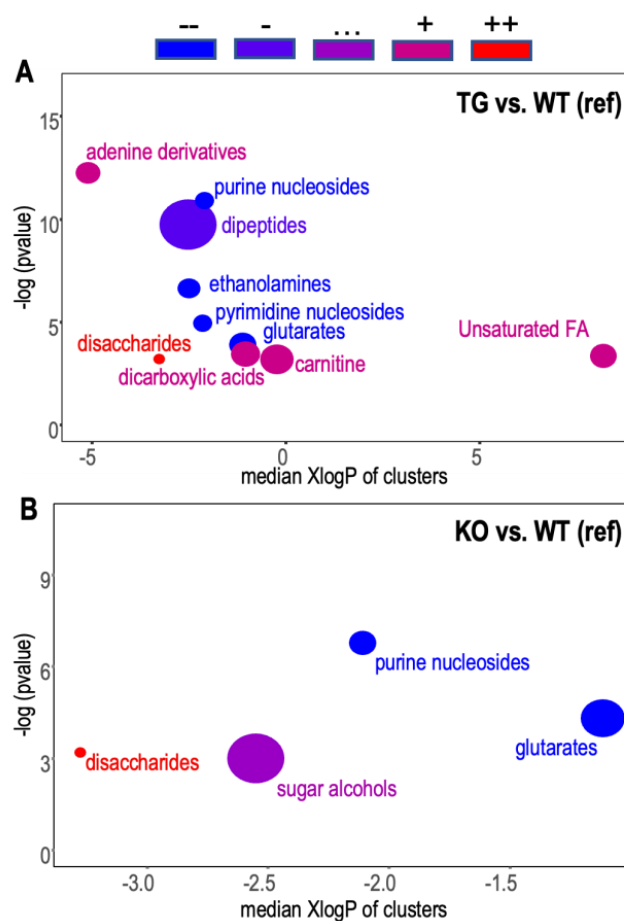 -- - ... + ++
A
TG vs. WT (ref)
15
10
5
0
-log (pvalue)
adenine derivatives
purine nucleosides
dipeptides
ethanolamines
pyrimidine nucleosides
glutarates
disaccharides
Unsaturated FA
dicarboxylic acids
carnitine
-5 0 5
median XlogP of clusters
B
KO vs. WT (ref)
9
6
3
0
-log (pvalue)
purine nucleosides
glutarates
disaccharides
sugar alcohols
-3.0 -2.5 -2.0 -1.5
median XlogP of clusters